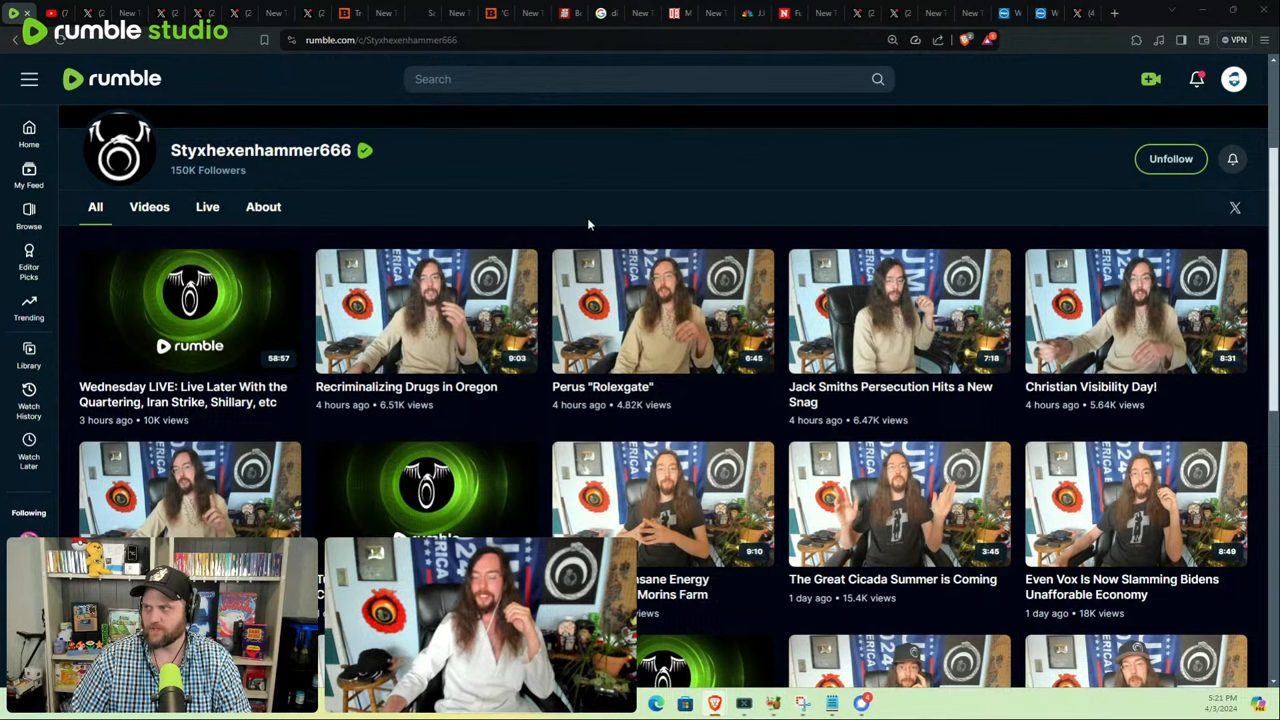 rumble studio
New T
rumble.com/c/Styxhexenhammer666
VPN
rumble
Search
Home
My Feed
Browse
Editor
Picks
Trending
Library
Watch
History
Watch
Later
Following
Styxhexenhammer666
150K Followers
Unfollow
All
Videos
Live
About
rumble
58:57
9:03
6:45
7:18
8:31
Wednesday LIVE: Live Later With the
Quartering, Iran Strike, Shillary, etc
3 hours ago • 10K views
Recriminalizing Drugs in Oregon
4 hours ago • 6.51K views
Perus "Rolexgate"
4 hours ago • 4.82K views
Jack Smiths Persecution Hits a New
Snag
4 hours ago • 6.47K views
Christian Visibility Day!
4 hours ago • 5.64K views
9:10
3:45
8:49
nsane Energy
Morins Farm
The Great Cicada Summer is Coming
1 day ago • 15.4K views
Even Vox Is Now Slamming Bidens
Unafforable Economy
1 day ago • 18K views
5:21 PM
4/3/2024